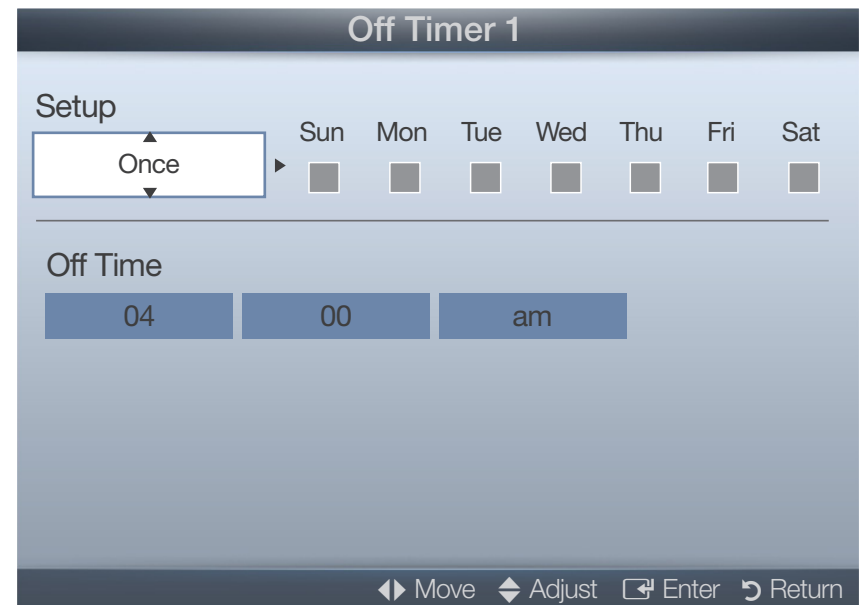 Off Timer 1
Setup
Sun Mon Tue Wed Thu Fri Sat
Once
Off Time
04 00 am
Move Adjust Enter Return